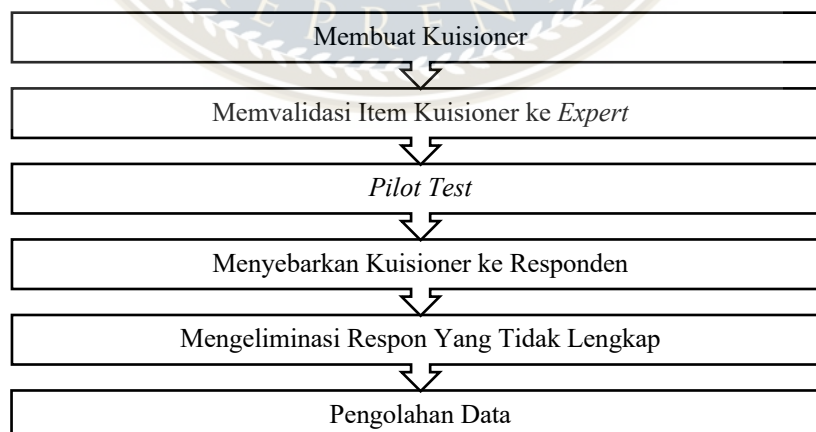 Membuat Kuisioner
Memvalidasi Item Kuisioner ke Expert
Pilot Test
Menyebarkan Kuisioner ke Responden
Mengeliminasi Respon Yang Tidak Lengkap
Pengolahan Data